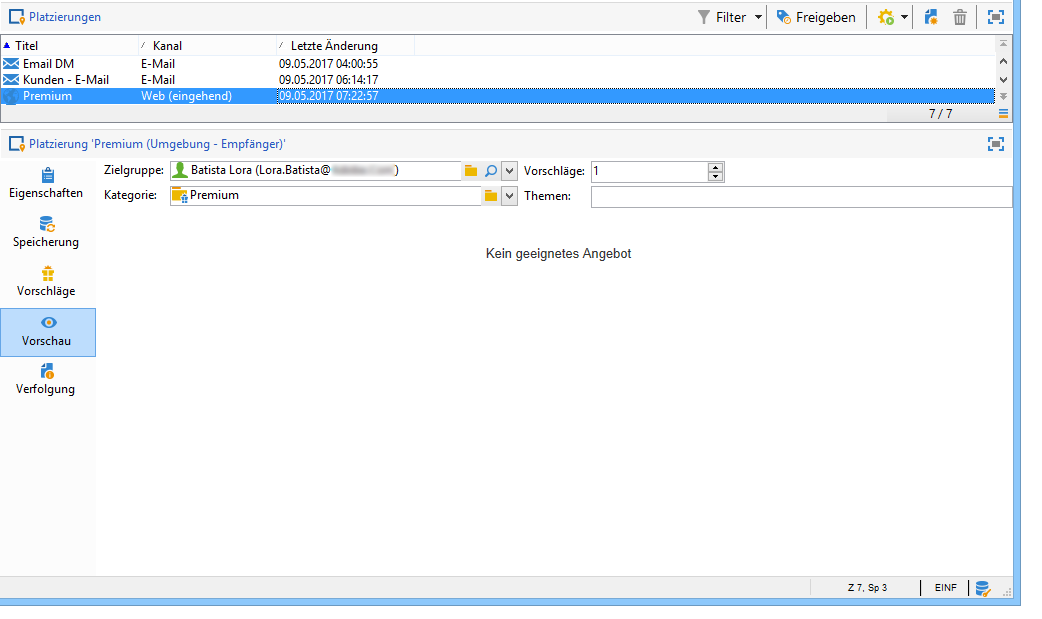 Platzierungen Filter Freigeben
Titel Kanal Letzte Änderung
Email DM E-Mail 09.05.2017 04:00:55
Kunden - E-Mail E-Mail 09.05.2017 06:14:17
Premium Web (eingehend) 09.05.2017 07:22:57
7 / 7
Platzierung 'Premium (Umgebung - Empfänger)'
Zielgruppe: Batista Lora (Lora.Batista@ ) Vorschläge: 1
Kategorie: Premium Themen:
Eigenschaften
Speicherung
Vorschläge
Vorschau
Verfolgung
Kein geeignetes Angebot
Z 7, Sp 3 EINF